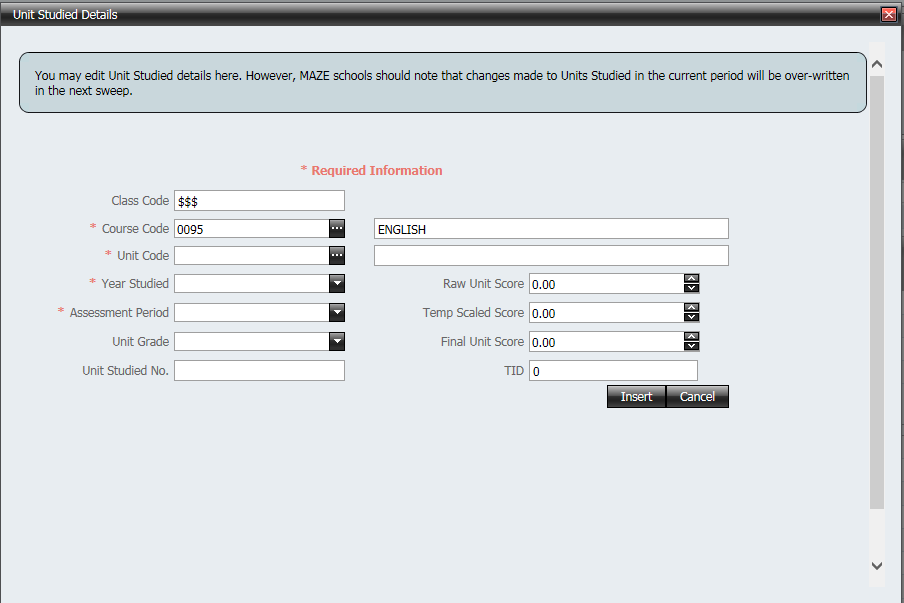 Unit Studied Details
You may edit Unit Studied details here. However, MAZE schools should note that changes made to Units Studied in the current period will be over-written
in the next sweep.
* Required Information
Class Code $$$
* Course Code 0095 ... ENGLISH
* Unit Code ...
* Year Studied Raw Unit Score 0.00
* Assessment Period Temp Scaled Score 0.00
Unit Grade Final Unit Score 0.00
Unit Studied No. TID 0
Insert Cancel